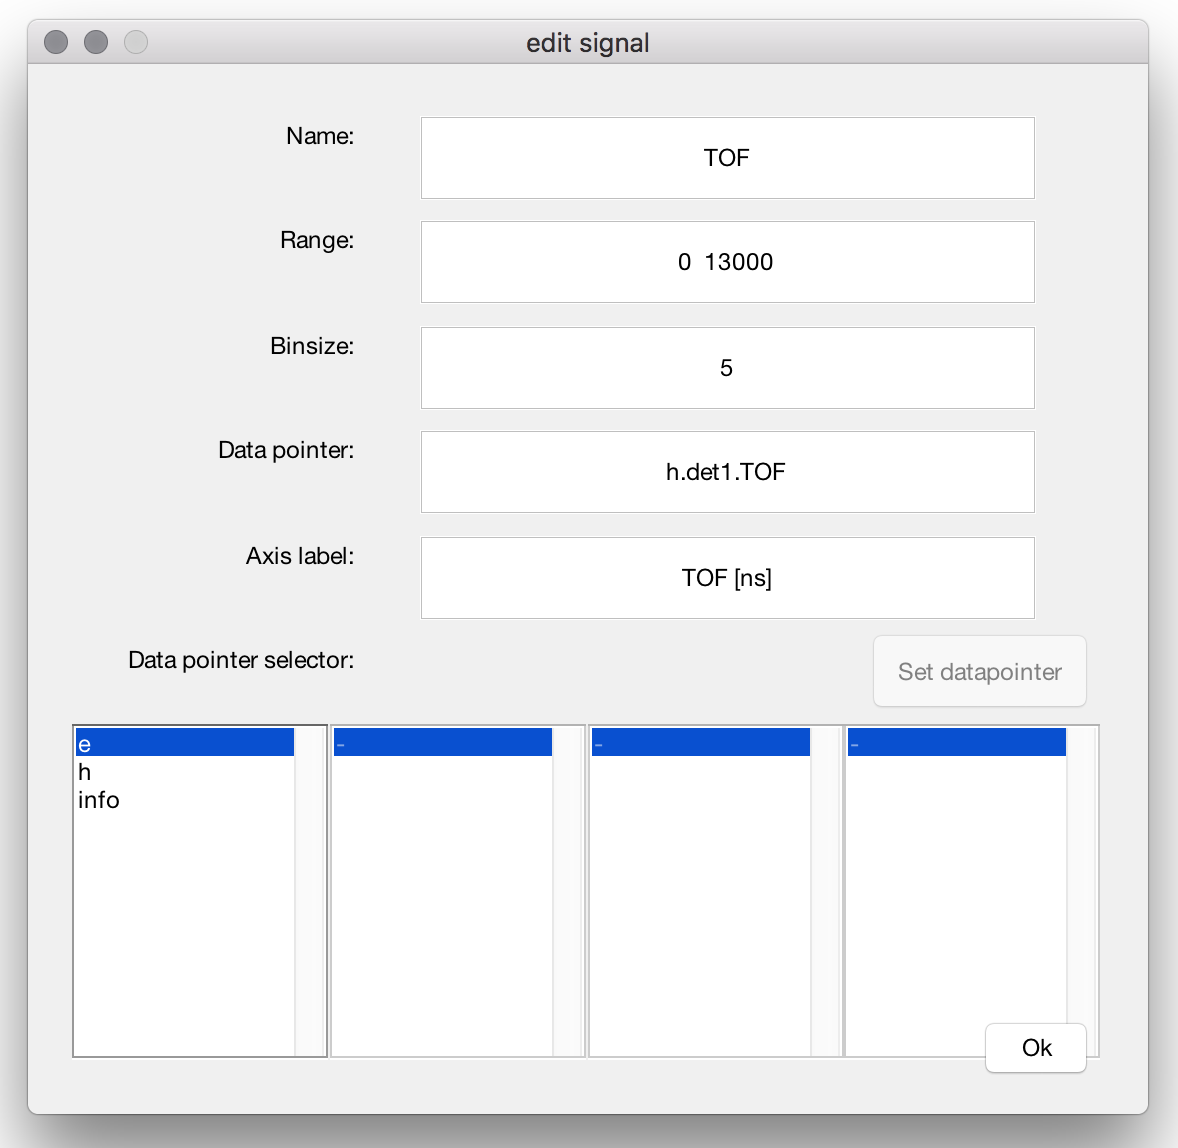 edit signal
Name:
TOF
Range:
0  13000
Binsize:
5
Data pointer:
h.det1.TOF
Axis label:
TOF [ns]
Data pointer selector:
Set datapointer
e
h
info
-
-
-
Ok